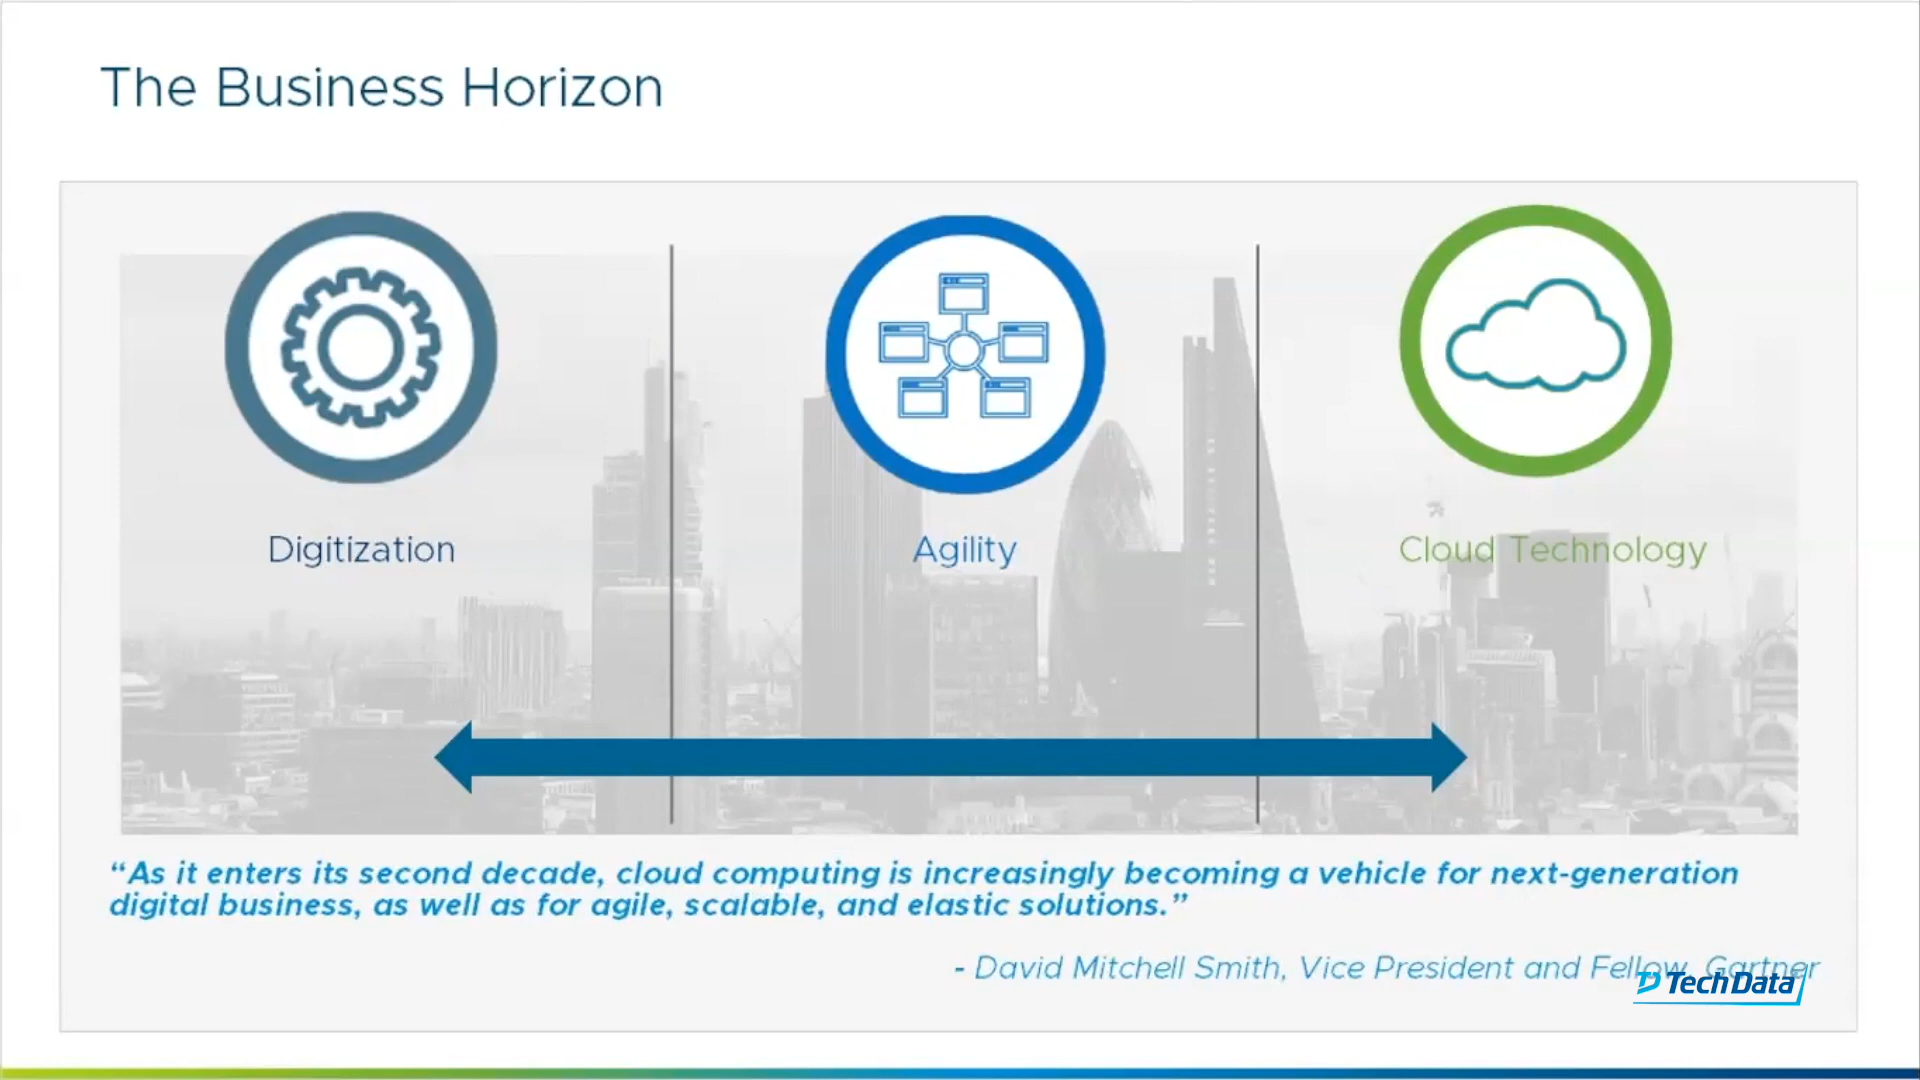 The Business Horizon
Digitization
Agility
Cloud Technology
“As it enters its second decade, cloud computing is increasingly becoming a vehicle for next-generation
digital business, as well as for agile, scalable, and elastic solutions.”
- David Mitchell Smith, Vice President and Fellow, Gartner
Tech Data